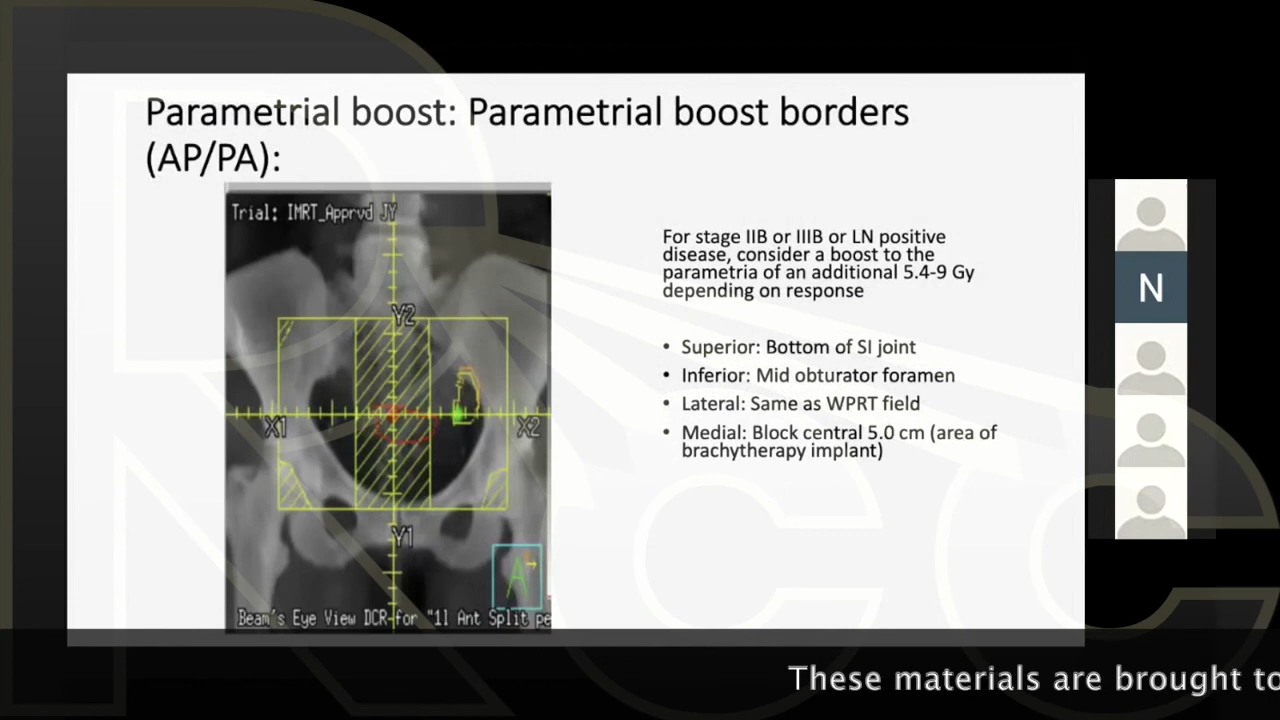 Parametrial boost: Parametrial boost borders
(AP/PA):
Trial: IMRT_Apprvd JY
Y2
X1
X2
Y1
A
Beam's Eye View DCR for "1l Ant Split pe
For stage IIB or IIIB or LN positive
disease, consider a boost to the
parametria of an additional 5.4-9 Gy
depending on response
• Superior: Bottom of SI joint
• Inferior: Mid obturator foramen
• Lateral: Same as WPRT field
• Medial: Block central 5.0 cm (area of
brachytherapy implant)
N
These materials are brought to